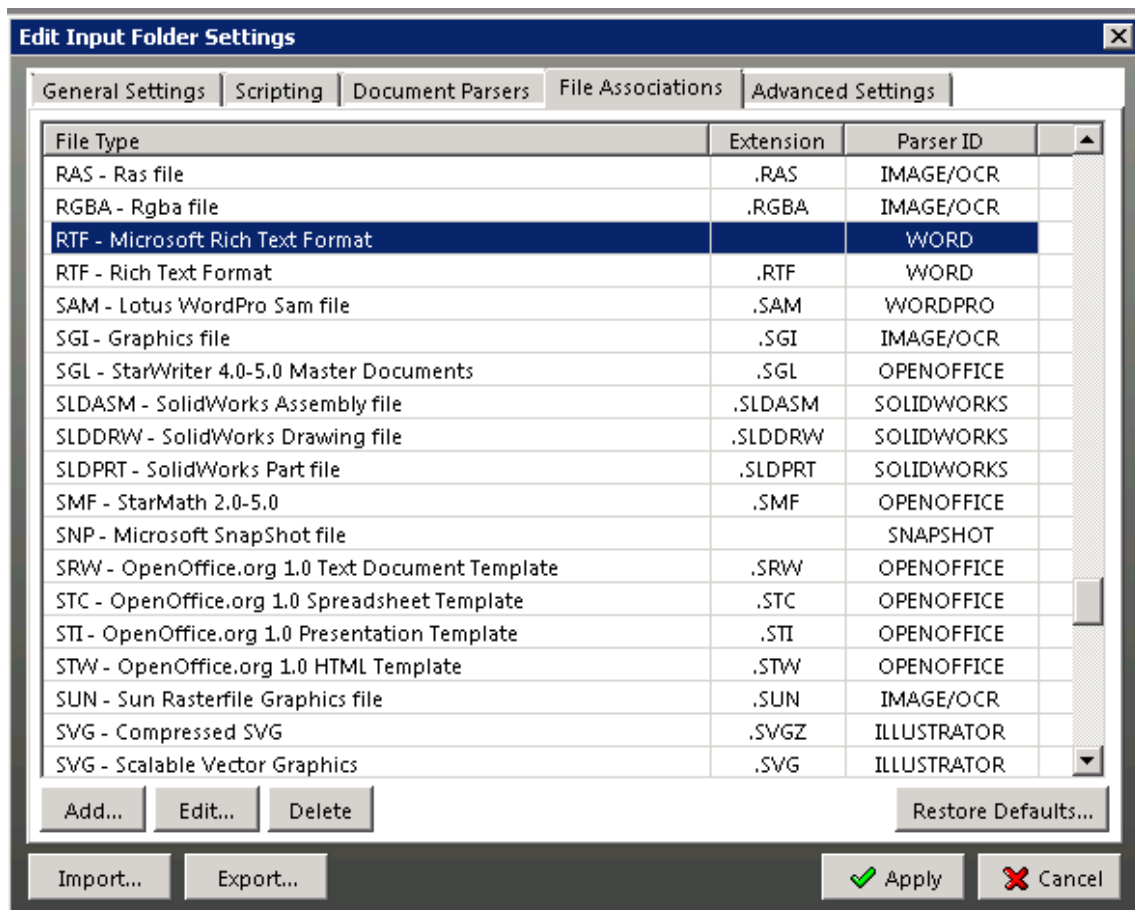 Edit Input Folder Settings
General Settings Scripting Document Parsers File Associations Advanced Settings
File Type Extension Parser ID
RAS - Ras file .RAS IMAGE/OCR
RGBA - Rgba file .RGBA IMAGE/OCR
RTF - Microsoft Rich Text Format WORD
RTF - Rich Text Format .RTF WORD
SAM - Lotus WordPro Sam file .SAM WORDPRO
SGI - Graphics file .SGI IMAGE/OCR
SGL - StarWriter 4.0-5.0 Master Documents .SGL OPENOFFICE
SLDASM - SolidWorks Assembly file .SLDASM SOLIDWORKS
SLDDRW - SolidWorks Drawing file .SLDDRW SOLIDWORKS
SLDPRT - SolidWorks Part file .SLDPRT SOLIDWORKS
SMF - StarMath 2.0-5.0 .SMF OPENOFFICE
SNP - Microsoft SnapShot file SNAPSHOT
SRW - OpenOffice.org 1.0 Text Document Template .SRW OPENOFFICE
STC - OpenOffice.org 1.0 Spreadsheet Template .STC OPENOFFICE
STI - OpenOffice.org 1.0 Presentation Template .STI OPENOFFICE
STW - OpenOffice.org 1.0 HTML Template .STW OPENOFFICE
SUN - Sun Rasterfile Graphics file .SUN IMAGE/OCR
SVG - Compressed SVG .SVGZ ILLUSTRATOR
SVG - Scalable Vector Graphics .SVG ILLUSTRATOR
Add... Edit... Delete Restore Defaults...
Import... Export... Apply Cancel